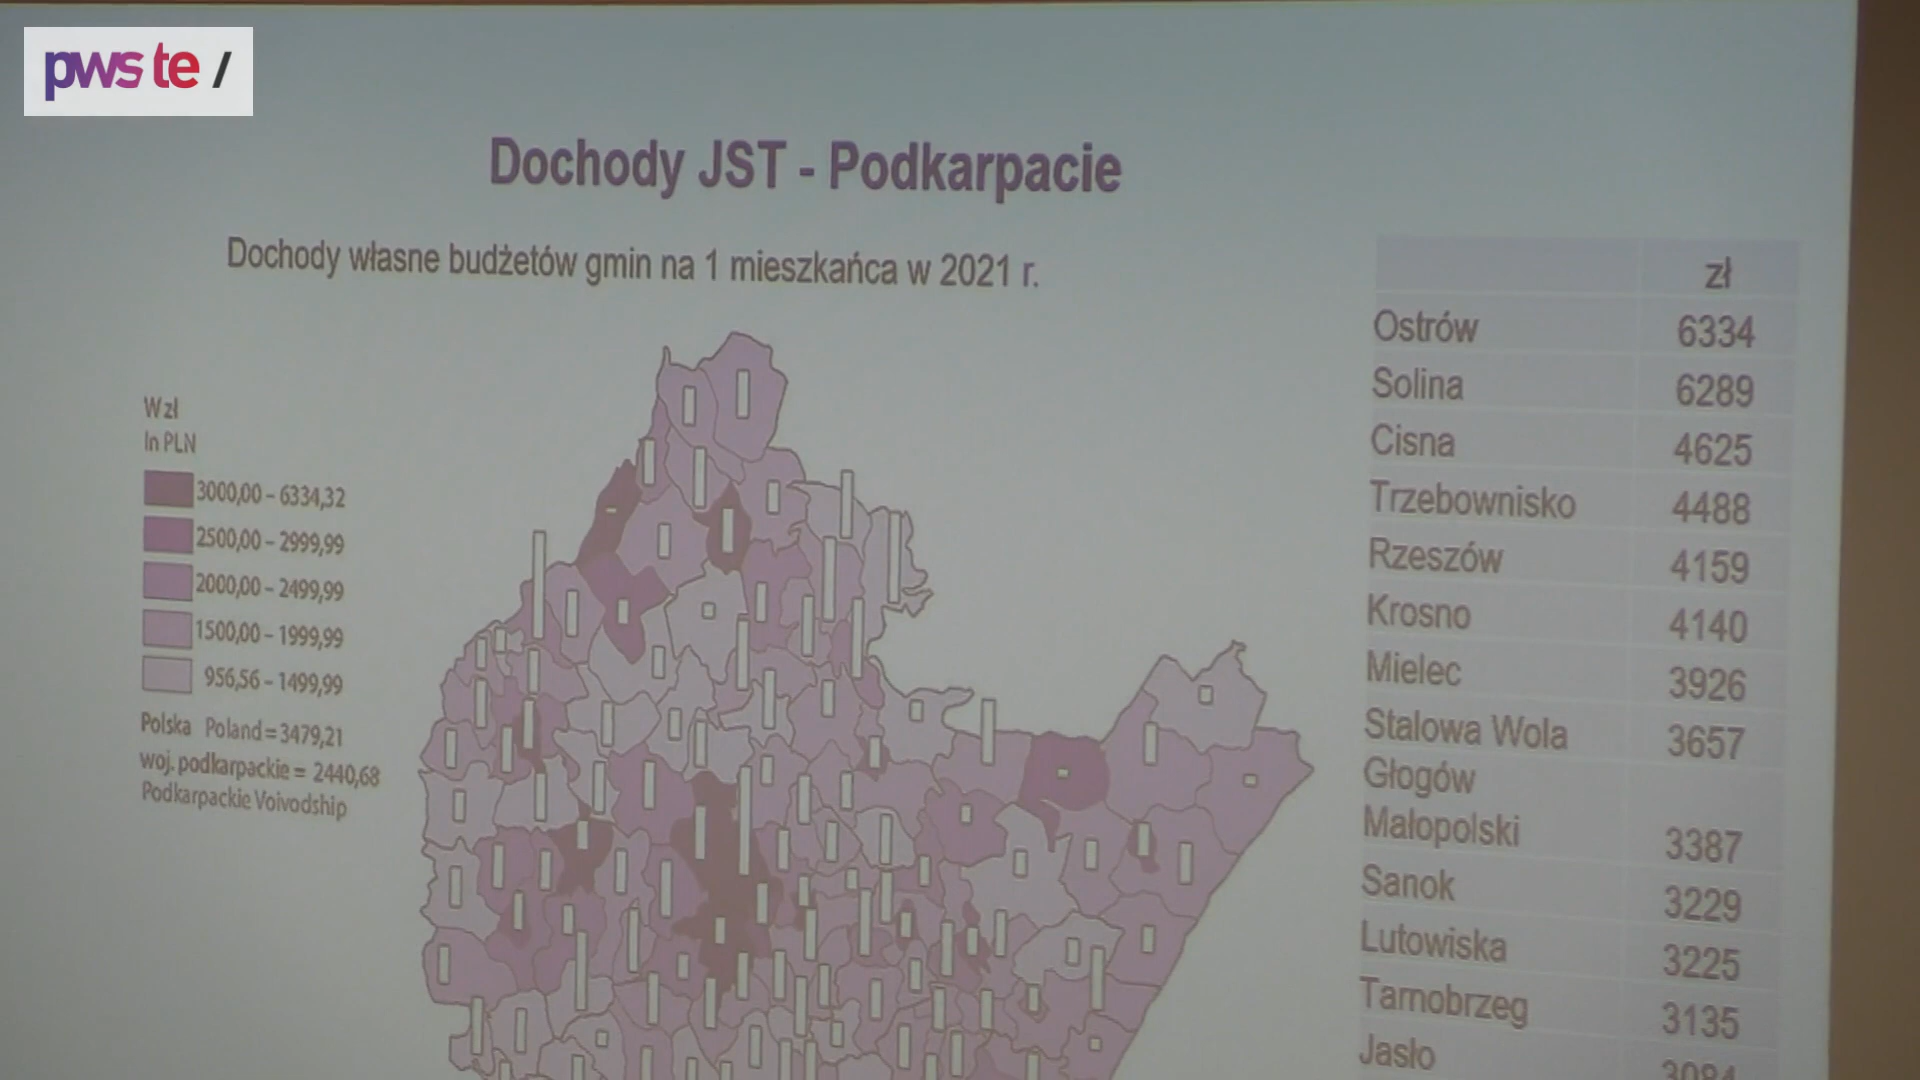 pwste/
Dochody JST - Podkarpacie
Dochody własne budżetów gmin na 1 mieszkańca w 2021 r.
W zł
In PLN
3000,00 – 6334,32
2500,00 – 2999,99
2000,00 – 2499,99
1500,00 – 1999,99
956,56 – 1499,99
Polska Poland = 3479,21
woj. podkarpackie = 2440,68
Podkarpackie Voivodship
zł
Ostrów 6334
Solina 6289
Cisna 4625
Trzebownisko 4488
Rzeszów 4159
Krosno 4140
Mielec 3926
Stalowa Wola 3657
Głogów
Małopolski 3387
Sanok 3229
Lutowiska 3225
Tarnobrzeg 3135
Jasło 3084